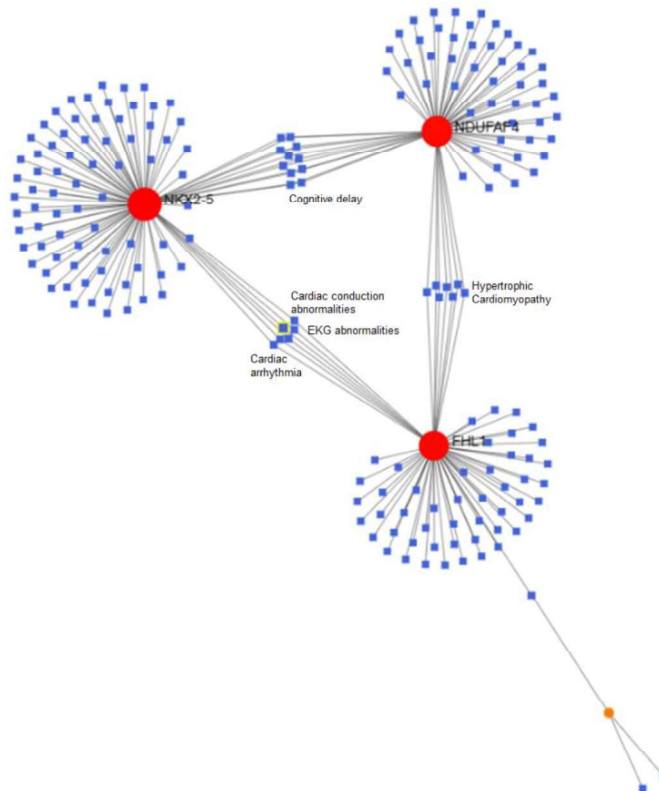 NDUFAF4
NKX2-5
Cognitive delay
Hypertrophic
Cardiomyopathy
Cardiac conduction
abnormalities
EKG abnormalities
Cardiac
arrhythmia
FHL1